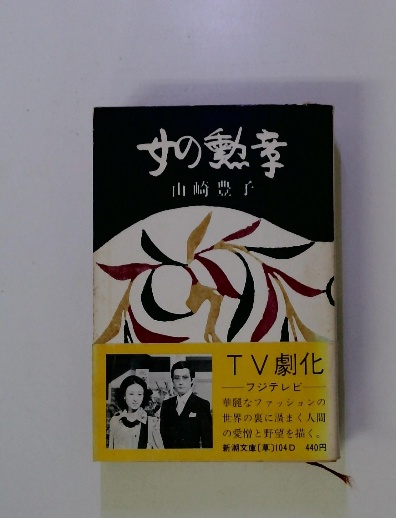 女の勲章
山崎豊子
TV劇化
—フジテレビ—
華麗なファッションの
世界の裏に渦まく人間
の愛憎と野望を描く。
新潮文庫〔草〕104D 440円